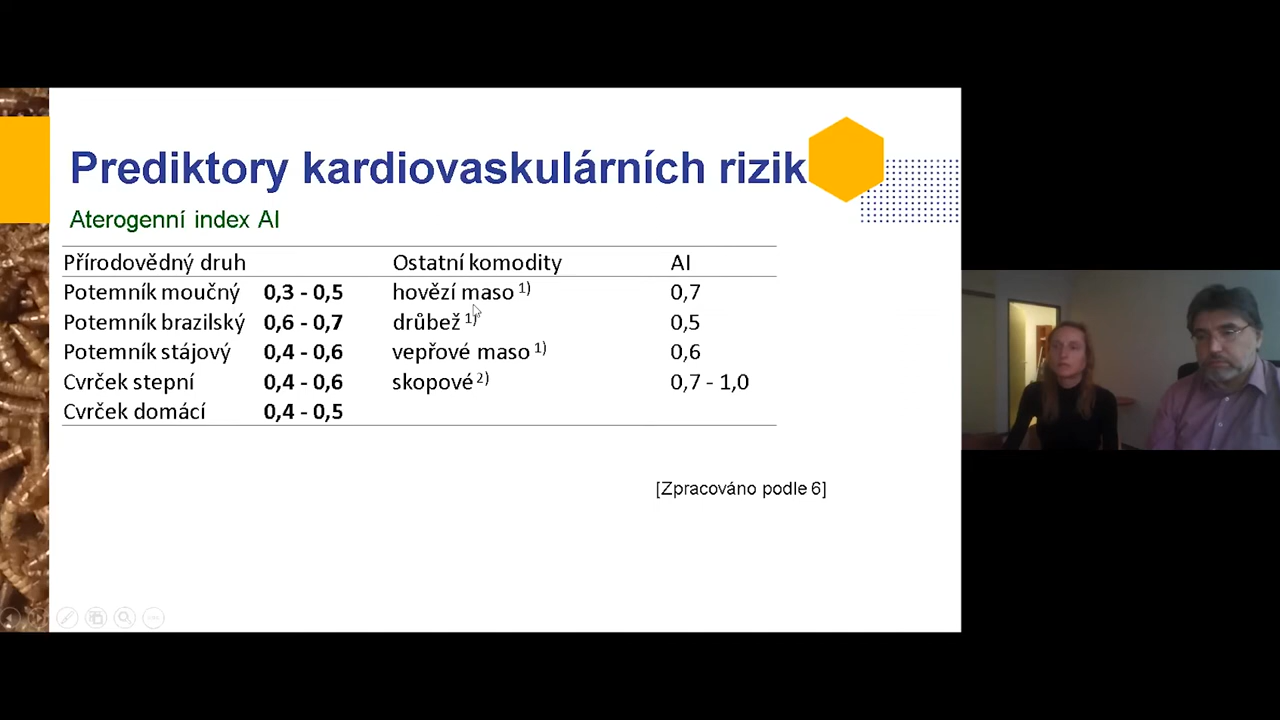 Prediktory kardiovaskulárních rizik
Aterogenní index AI
Přírodovědný druh Ostatní komodity AI
Potemník moučný 0,3 - 0,5 hovězí maso 1) 0,7
Potemník brazilský 0,6 - 0,7 drůbež 1) 0,5
Potemník stájový 0,4 - 0,6 vepřové maso 1) 0,6
Cvrček stepní 0,4 - 0,6 skopové 2) 0,7 - 1,0
Cvrček domácí 0,4 - 0,5
[Zpracováno podle 6]